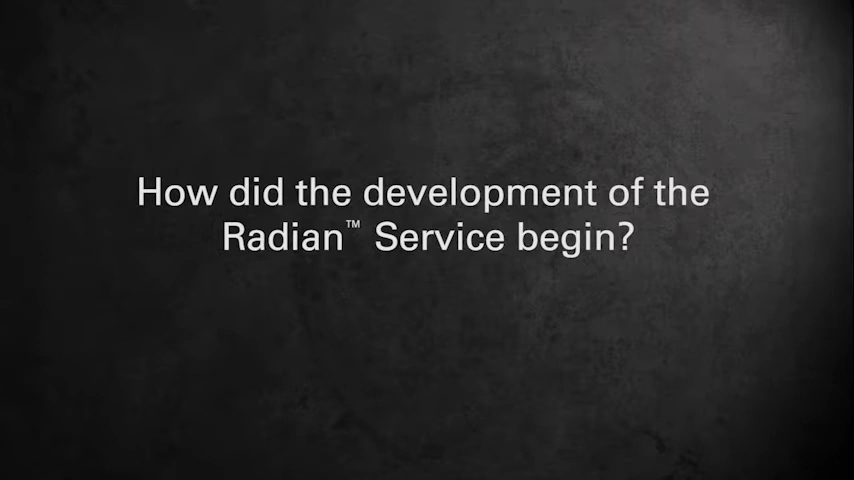 How did the development of the
Radian™ Service begin?